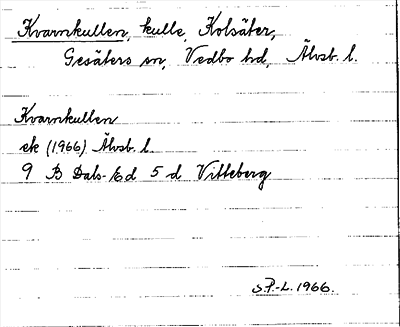 Kvarnkullen, kulle, Kolsäter,
Gesäters sn, Vedbo hd, Älvsb. l.
Kvarnkullen
ek (1966) Älvsb. l.
9 B Dals-Ed 5 d Vitteberg
S.P.-L. 1966.